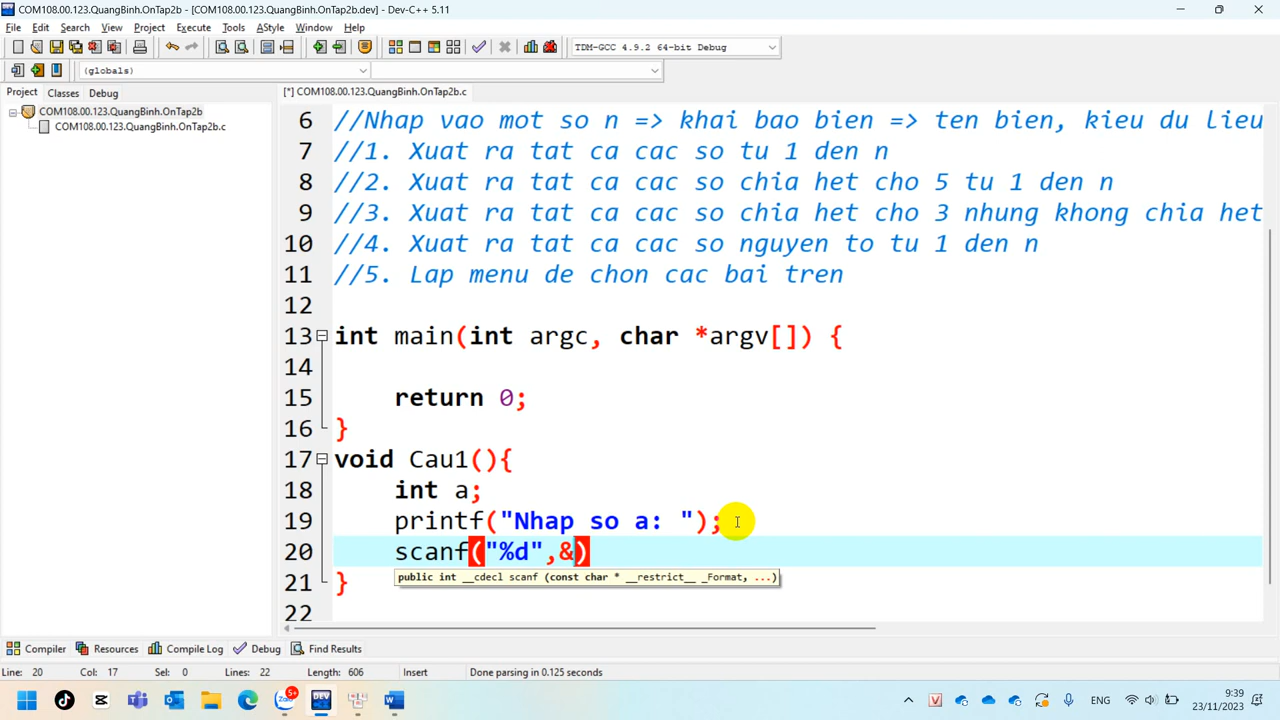 COM108.00.123.QuangBinh.OnTap2b - [COM108.00.123.QuangBinh.OnTap2b.dev] - Dev-C++ 5.11
File Edit Search View Project Execute Tools AStyle Window Help
TDM-GCC 4.9.2 64-bit Debug
(globals)
Project Classes Debug
[*] COM108.00.123.QuangBinh.OnTap2b.c
COM108.00.123.QuangBinh.OnTap2b
COM108.00.123.QuangBinh.OnTap2b.c
6 //Nhap vao mot so n => khai bao bien => ten bien, kieu du lieu
7 //1. Xuat ra tat ca cac so tu 1 den n
8 //2. Xuat ra tat ca cac so chia het cho 5 tu 1 den n
9 //3. Xuat ra tat ca cac so chia het cho 3 nhung khong chia het
10 //4. Xuat ra tat ca cac so nguyen to tu 1 den n
11 //5. Lap menu de chon cac bai tren
12
13 int main(int argc, char *argv[]) {
14
15 return 0;
16 }
17 void Cau1(){
18 int a;
19 printf("Nhap so a: ");
20 scanf("%d",&)
public int __cdecl scanf (const char * __restrict__ _Format, ...)
21 }
22
Compiler Resources Compile Log Debug Find Results
Line: 20 Col: 17 Sel: 0 Lines: 22 Length: 606 Insert Done parsing in 0.125 seconds
5+
DEV
ENG
9:39
23/11/2023